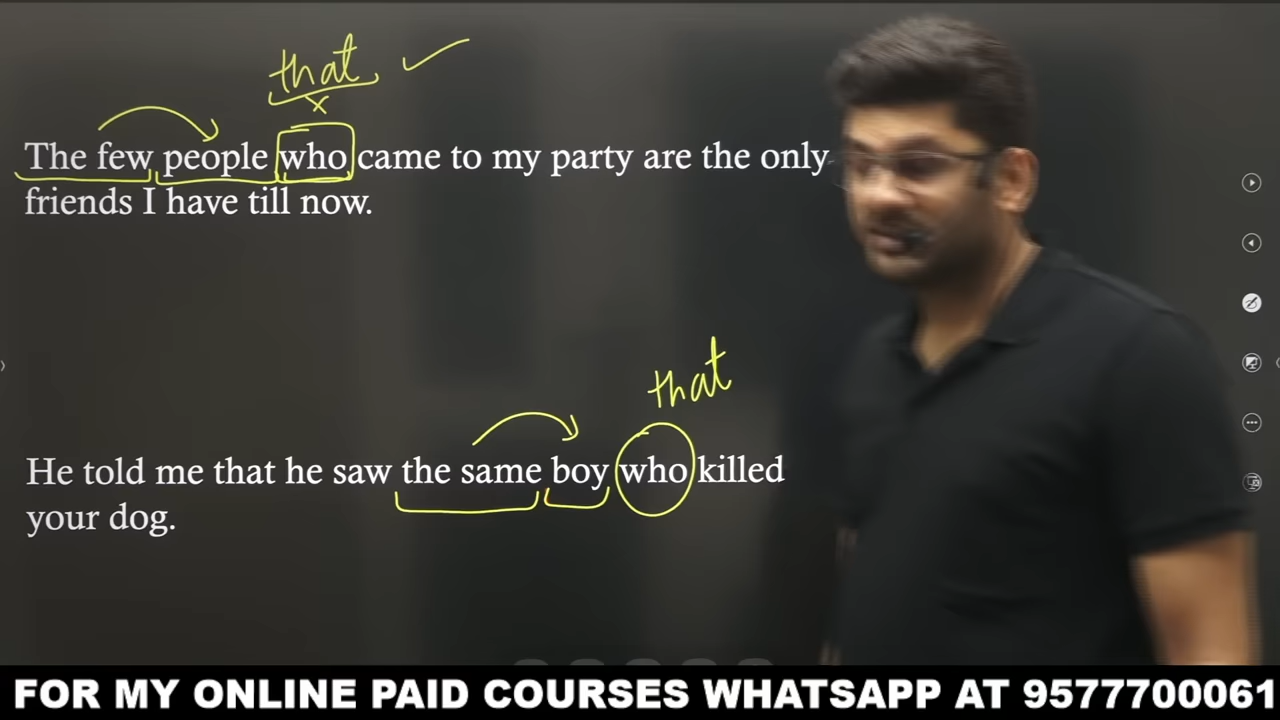 that
The few people who came to my party are the only
friends I have till now.
that
He told me that he saw the same boy who killed
your dog.
FOR MY ONLINE PAID COURSES WHATSAPP AT 9577700061